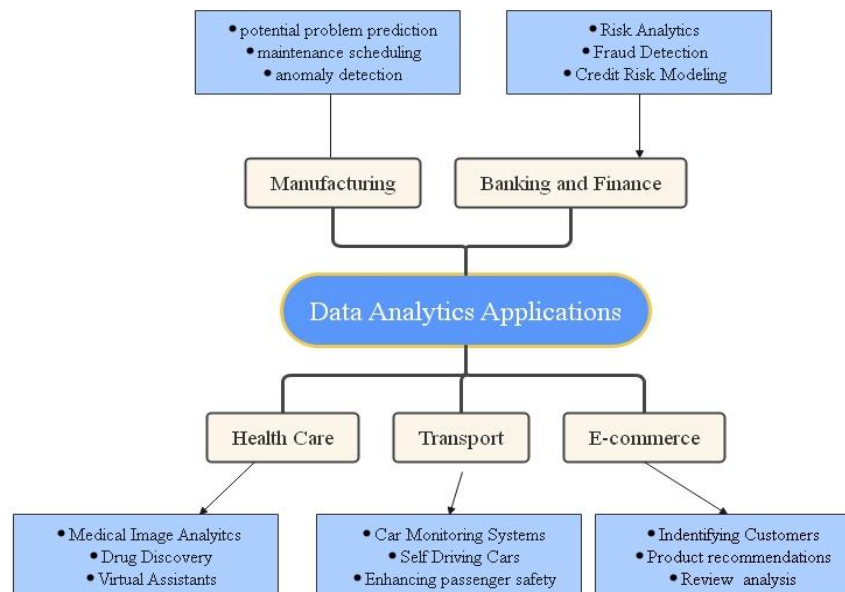 • potential problem prediction
• maintenance scheduling
• anomaly detection
• Risk Analytics
• Fraud Detection
• Credit Risk Modeling
Manufacturing
Banking and Finance
Data Analytics Applications
Health Care
Transport
E-commerce
• Medical Image Analyitcs
• Drug Discovery
• Virtual Assistants
• Car Monitoring Systems
• Self Driving Cars
• Enhancing passenger safety
• Indentifying Customers
• Product recommendations
• Review analysis